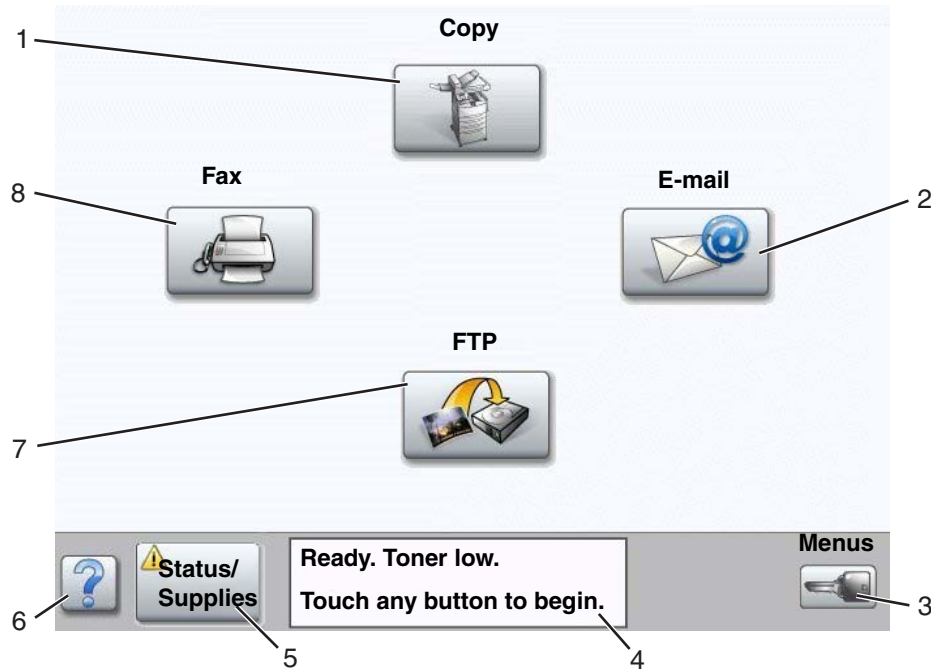 Copy
1
Fax
E-mail
8
2
FTP
7
Status/
Supplies
Ready. Toner low.
Touch any button to begin.
Menus
6
5
4
3